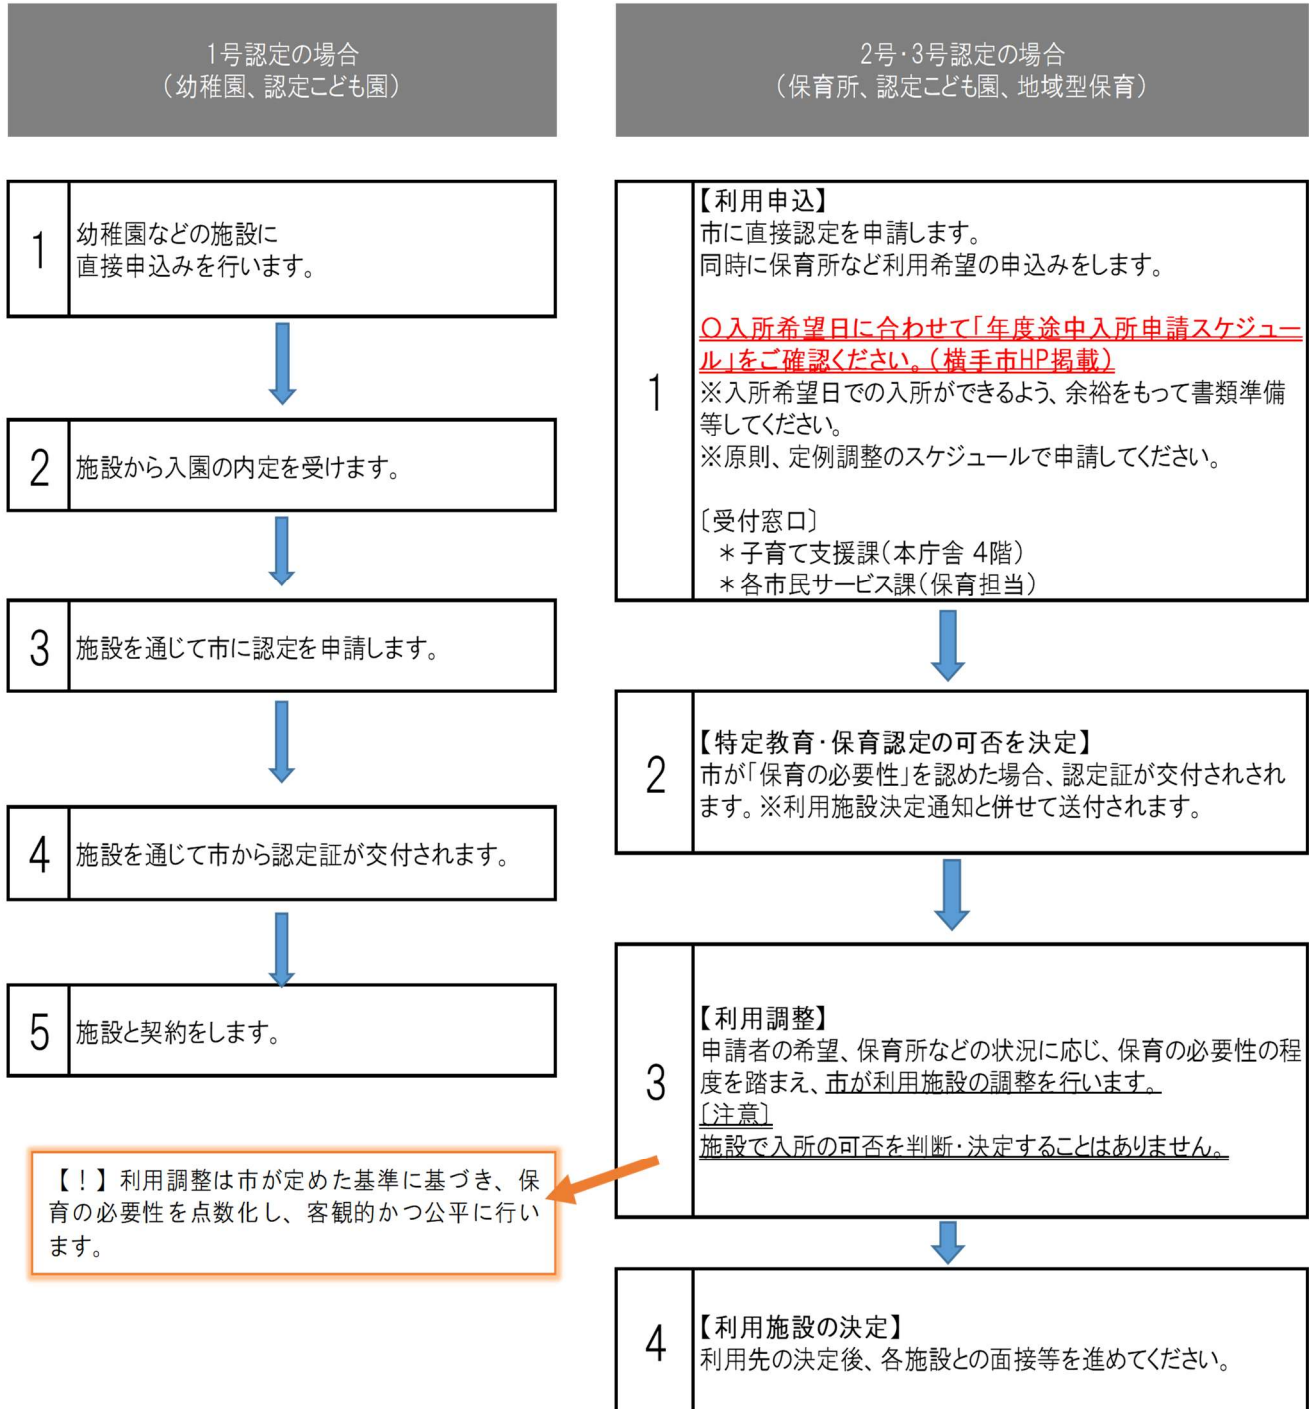 1号認定の場合
（幼稚園、認定こども園）
1
幼稚園などの施設に
直接申込みを行います。
2
施設から入園の内定を受けます。
3
施設を通じて市に認定を申請します。
4
施設を通じて市から認定証が交付されます。
5
施設と契約をします。
【！】利用調整は市が定めた基準に基づき、保
育の必要性を点数化し、客観的かつ公平に行い
ます。
2号・3号認定の場合
（保育所、認定こども園、地域型保育）
1
【利用申込】
市に直接認定を申請します。
同時に保育所など利用希望の申込みをします。
〇入所希望日に合わせて「年度途中入所申請スケジュー
ル」をご確認ください。（横手市HP掲載）
※入所希望日での入所ができるよう、余裕をもって書類準備
等してください。
※原則、定例調整のスケジュールで申請してください。
〔受付窓口〕
＊子育て支援課（本庁舎 4階）
＊各市民サービス課（保育担当）
2
【特定教育・保育認定の可否を決定】
市が「保育の必要性」を認めた場合、認定証が交付されされ
ます。※利用施設決定通知と併せて送付されます。
3
【利用調整】
申請者の希望、保育所などの状況に応じ、保育の必要性の程
度を踏まえ、市が利用施設の調整を行います。
〔注意〕
施設で入所の可否を判断・決定することはありません。
4
【利用施設の決定】
利用先の決定後、各施設との面接等を進めてください。